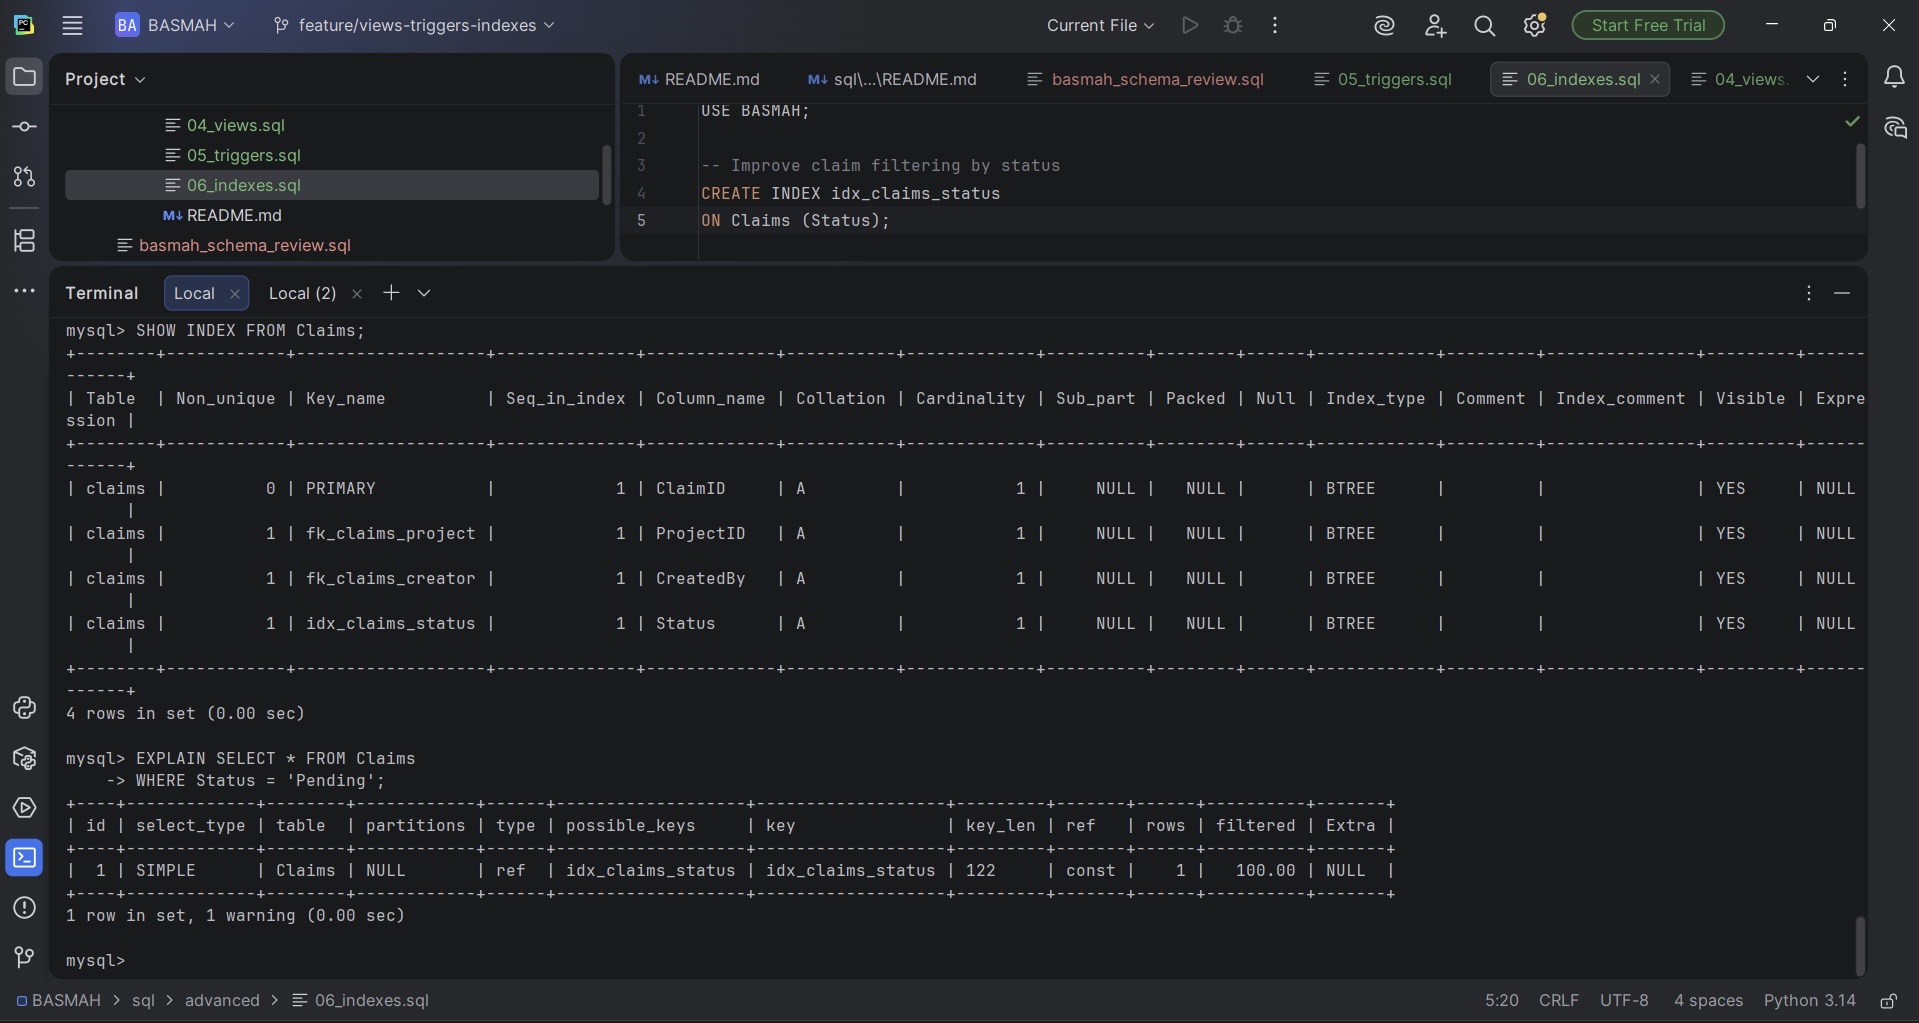 BA BASMAH feature/views-triggers-indexes Current File Start Free Trial
Project
04_views.sql
05_triggers.sql
06_indexes.sql
M↓ README.md
basmah_schema_review.sql
M↓ README.md M↓ sql\...\README.md basmah_schema_review.sql 05_triggers.sql 06_indexes.sql 04_views.
1 USE BASMAH;
2
3 -- Improve claim filtering by status
4 CREATE INDEX idx_claims_status
5 ON Claims (Status);
Terminal Local Local (2)
mysql> SHOW INDEX FROM Claims;
+--------+------------+-------------------+--------------+-------------+-----------+-------------+----------+--------+------+------------+---------+---------------+---------+------
------+
| Table  | Non_unique | Key_name          | Seq_in_index | Column_name | Collation | Cardinality | Sub_part | Packed | Null | Index_type | Comment | Index_comment | Visible | Expre
ssion |
+--------+------------+-------------------+--------------+-------------+-----------+-------------+----------+--------+------+------------+---------+---------------+---------+------
------+
| claims |          0 | PRIMARY           |            1 | ClaimID     | A         |           1 |     NULL |   NULL |      | BTREE      |         |               | YES     | NULL
      |
| claims |          1 | fk_claims_project |            1 | ProjectID   | A         |           1 |     NULL |   NULL |      | BTREE      |         |               | YES     | NULL
      |
| claims |          1 | fk_claims_creator |            1 | CreatedBy   | A         |           1 |     NULL |   NULL |      | BTREE      |         |               | YES     | NULL
      |
| claims |          1 | idx_claims_status |            1 | Status      | A         |           1 |     NULL |   NULL |      | BTREE      |         |               | YES     | NULL
      |
+--------+------------+-------------------+--------------+-------------+-----------+-------------+----------+--------+------+------------+---------+---------------+---------+------
------+
4 rows in set (0.00 sec)
mysql> EXPLAIN SELECT * FROM Claims
    -> WHERE Status = 'Pending';
+----+-------------+--------+------------+------+-------------------+-------------------+---------+-------+------+----------+-------+
| id | select_type | table  | partitions | type | possible_keys     | key               | key_len | ref   | rows | filtered | Extra |
+----+-------------+--------+------------+------+-------------------+-------------------+---------+-------+------+----------+-------+
|  1 | SIMPLE      | Claims | NULL       | ref  | idx_claims_status | idx_claims_status | 122     | const |    1 |   100.00 | NULL  |
+----+-------------+--------+------------+------+-------------------+-------------------+---------+-------+------+----------+-------+
1 row in set, 1 warning (0.00 sec)
mysql>
BASMAH > sql > advanced > 06_indexes.sql 5:20 CRLF UTF-8 4 spaces Python 3.14